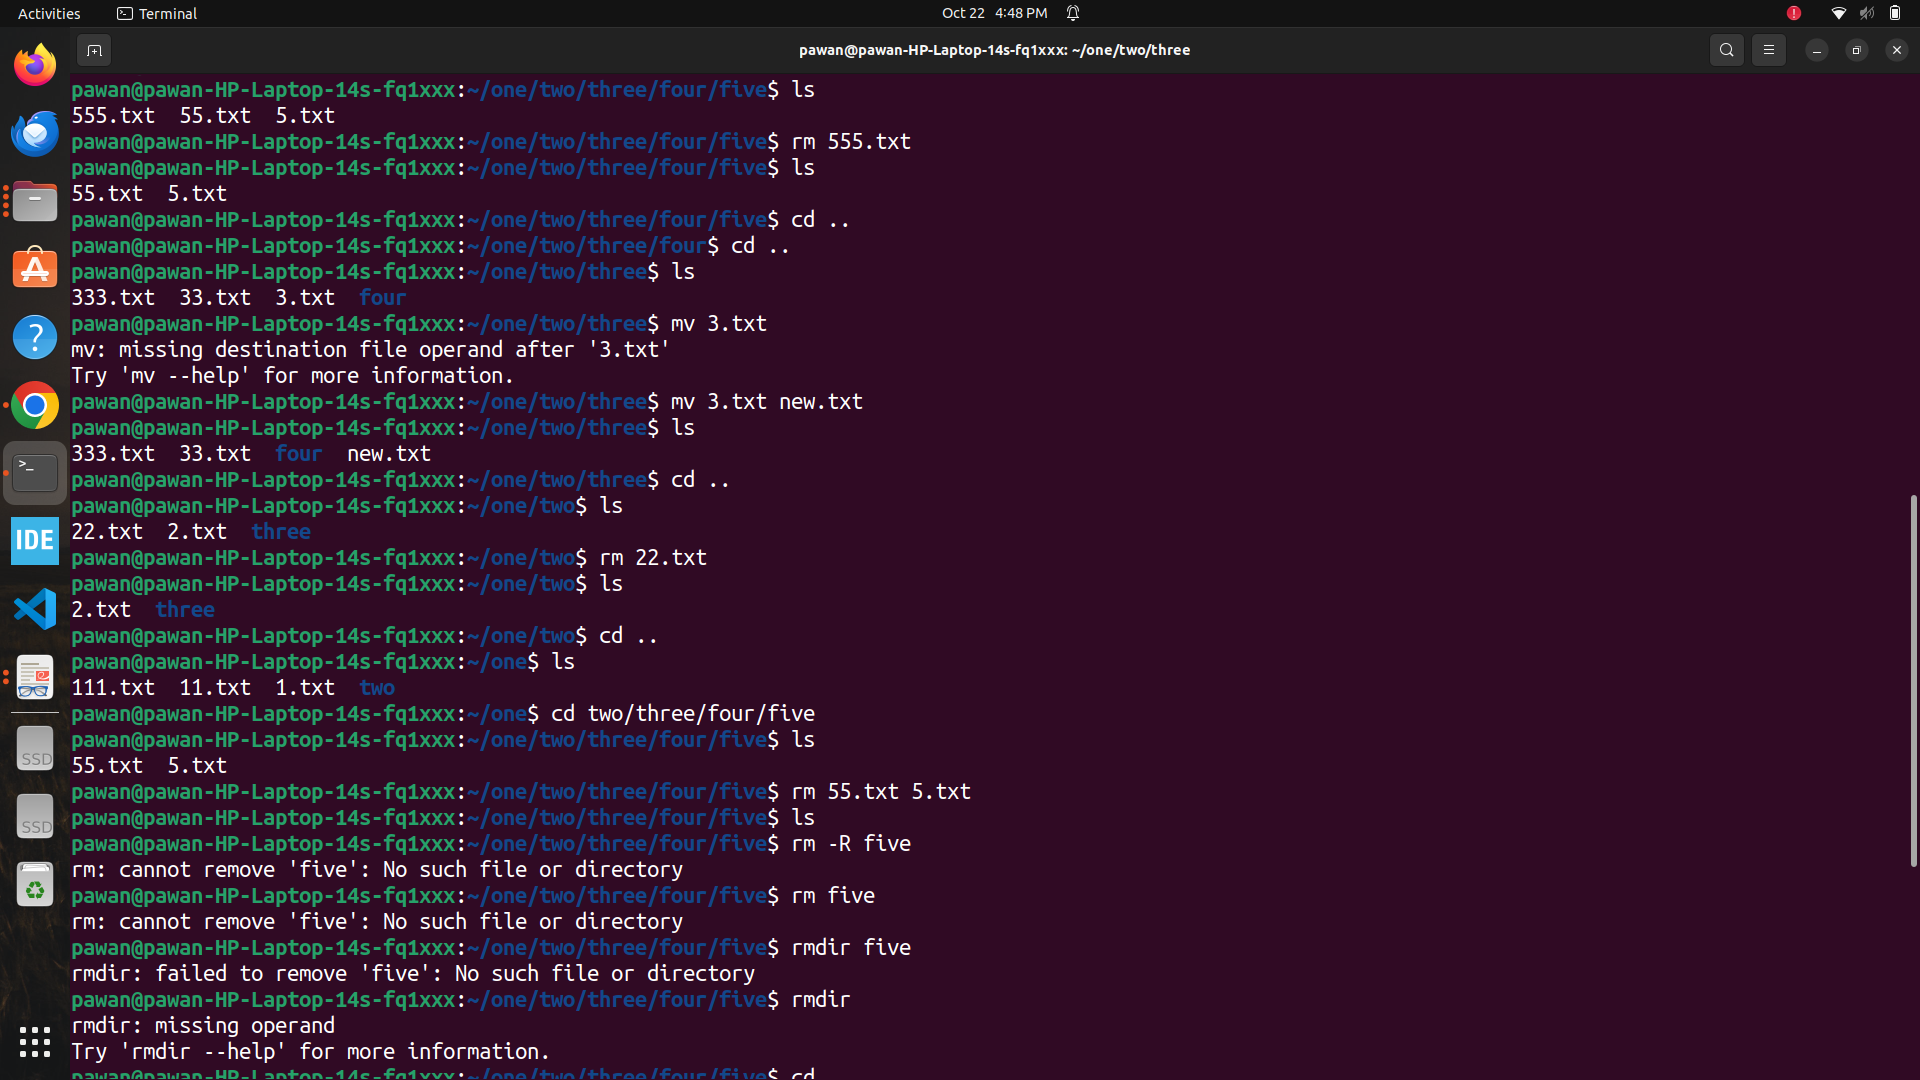 Activities Terminal Oct 22 4:48 PM
pawan@pawan-HP-Laptop-14s-fq1xxx: ~/one/two/three
pawan@pawan-HP-Laptop-14s-fq1xxx:~/one/two/three/four/five$ ls
555.txt 55.txt 5.txt
pawan@pawan-HP-Laptop-14s-fq1xxx:~/one/two/three/four/five$ rm 555.txt
pawan@pawan-HP-Laptop-14s-fq1xxx:~/one/two/three/four/five$ ls
55.txt 5.txt
pawan@pawan-HP-Laptop-14s-fq1xxx:~/one/two/three/four/five$ cd ..
pawan@pawan-HP-Laptop-14s-fq1xxx:~/one/two/three/four$ cd ..
pawan@pawan-HP-Laptop-14s-fq1xxx:~/one/two/three$ ls
333.txt 33.txt 3.txt four
pawan@pawan-HP-Laptop-14s-fq1xxx:~/one/two/three$ mv 3.txt
mv: missing destination file operand after '3.txt'
Try 'mv --help' for more information.
pawan@pawan-HP-Laptop-14s-fq1xxx:~/one/two/three$ mv 3.txt new.txt
pawan@pawan-HP-Laptop-14s-fq1xxx:~/one/two/three$ ls
333.txt 33.txt four new.txt
pawan@pawan-HP-Laptop-14s-fq1xxx:~/one/two/three$ cd ..
pawan@pawan-HP-Laptop-14s-fq1xxx:~/one/two$ ls
22.txt 2.txt three
pawan@pawan-HP-Laptop-14s-fq1xxx:~/one/two$ rm 22.txt
pawan@pawan-HP-Laptop-14s-fq1xxx:~/one/two$ ls
2.txt three
pawan@pawan-HP-Laptop-14s-fq1xxx:~/one/two$ cd ..
pawan@pawan-HP-Laptop-14s-fq1xxx:~/one$ ls
111.txt 11.txt 1.txt two
pawan@pawan-HP-Laptop-14s-fq1xxx:~/one$ cd two/three/four/five
pawan@pawan-HP-Laptop-14s-fq1xxx:~/one/two/three/four/five$ ls
55.txt 5.txt
pawan@pawan-HP-Laptop-14s-fq1xxx:~/one/two/three/four/five$ rm 55.txt 5.txt
pawan@pawan-HP-Laptop-14s-fq1xxx:~/one/two/three/four/five$ ls
pawan@pawan-HP-Laptop-14s-fq1xxx:~/one/two/three/four/five$ rm -R five
rm: cannot remove 'five': No such file or directory
pawan@pawan-HP-Laptop-14s-fq1xxx:~/one/two/three/four/five$ rm five
rm: cannot remove 'five': No such file or directory
pawan@pawan-HP-Laptop-14s-fq1xxx:~/one/two/three/four/five$ rmdir five
rmdir: failed to remove 'five': No such file or directory
pawan@pawan-HP-Laptop-14s-fq1xxx:~/one/two/three/four/five$ rmdir
rmdir: missing operand
Try 'rmdir --help' for more information.
pawan@pawan-HP-Laptop-14s-fq1xxx:~/one/two/three/four/five$ cd
IDE
SSD
SSD